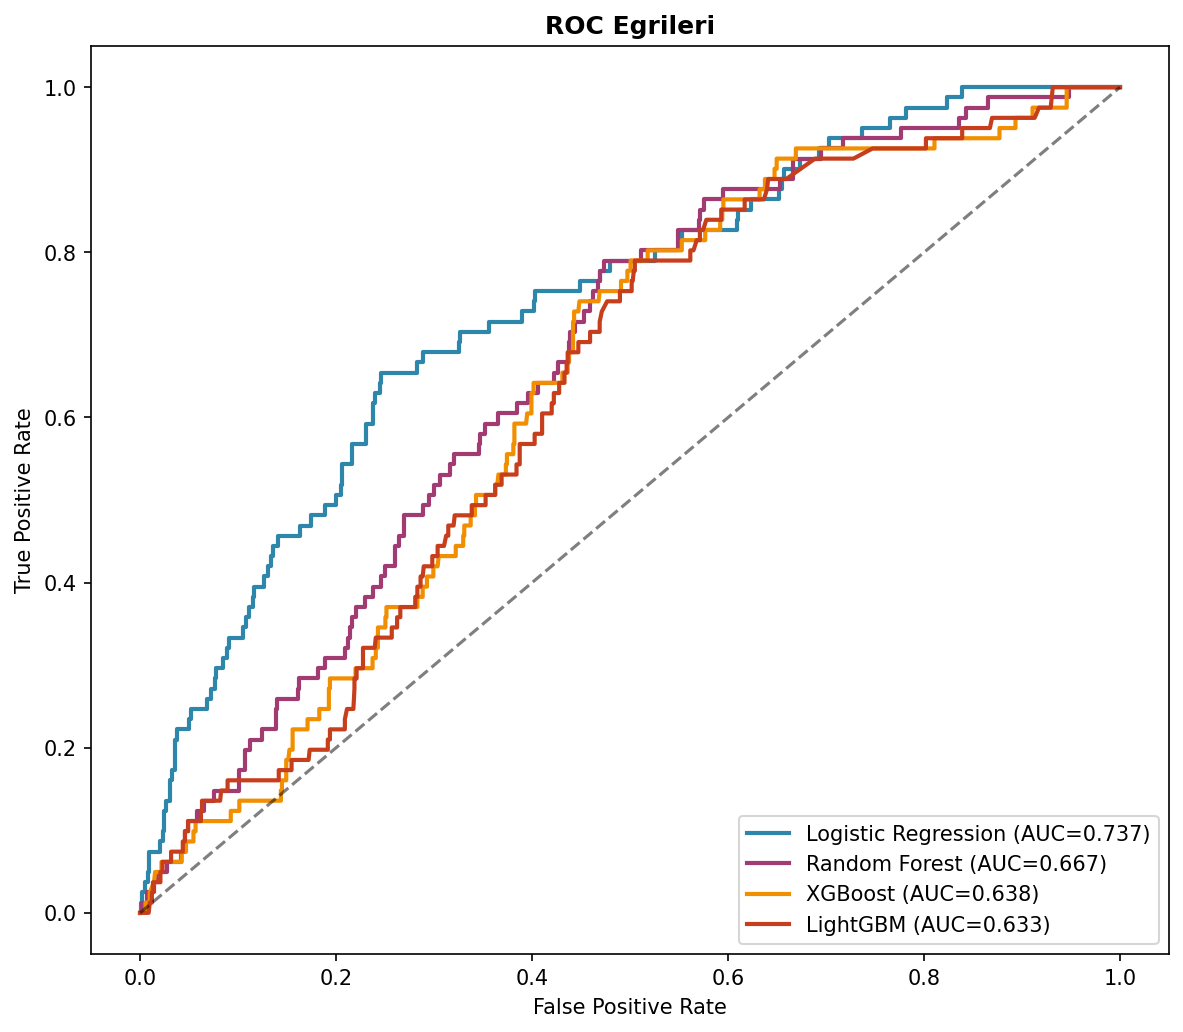 ROC Egrileri
True Positive Rate
1.0
0.8
0.6
0.4
0.2
0.0
Logistic Regression (AUC=0.737)
Random Forest (AUC=0.667)
XGBoost (AUC=0.638)
LightGBM (AUC=0.633)
0.0 0.2 0.4 0.6 0.8 1.0
False Positive Rate